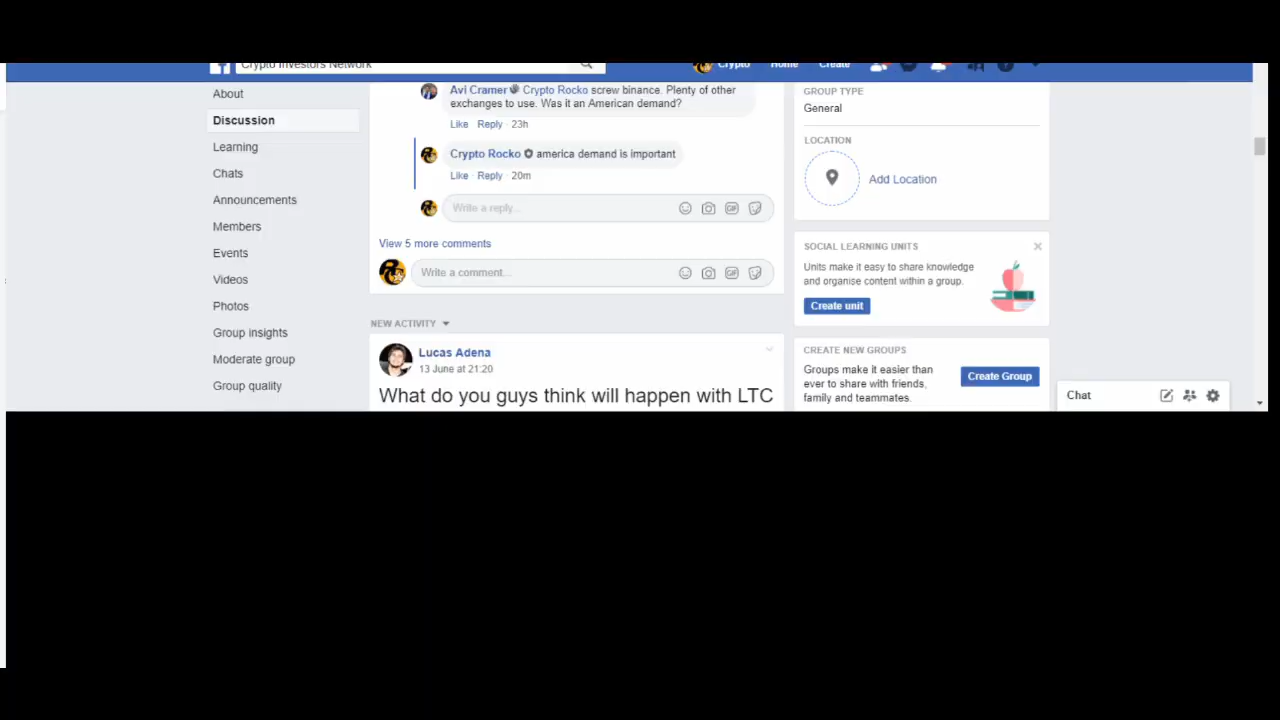 Crypto Investors Network
Crypto
Home
Create
About
Discussion
Learning
Chats
Announcements
Members
Events
Videos
Photos
Group insights
Moderate group
Group quality
Avi Cramer Crypto Rocko screw binance. Plenty of other
exchanges to use. Was it an American demand?
Like · Reply · 23h
Crypto Rocko america demand is important
Like · Reply · 20m
Write a reply...
GIF
View 5 more comments
Write a comment...
GIF
NEW ACTIVITY
Lucas Adena
13 June at 21:20
What do you guys think will happen with LTC
GROUP TYPE
General
LOCATION
Add Location
SOCIAL LEARNING UNITS
Units make it easy to share knowledge
and organise content within a group.
Create unit
CREATE NEW GROUPS
Groups make it easier than
ever to share with friends,
family and teammates.
Create Group
Chat